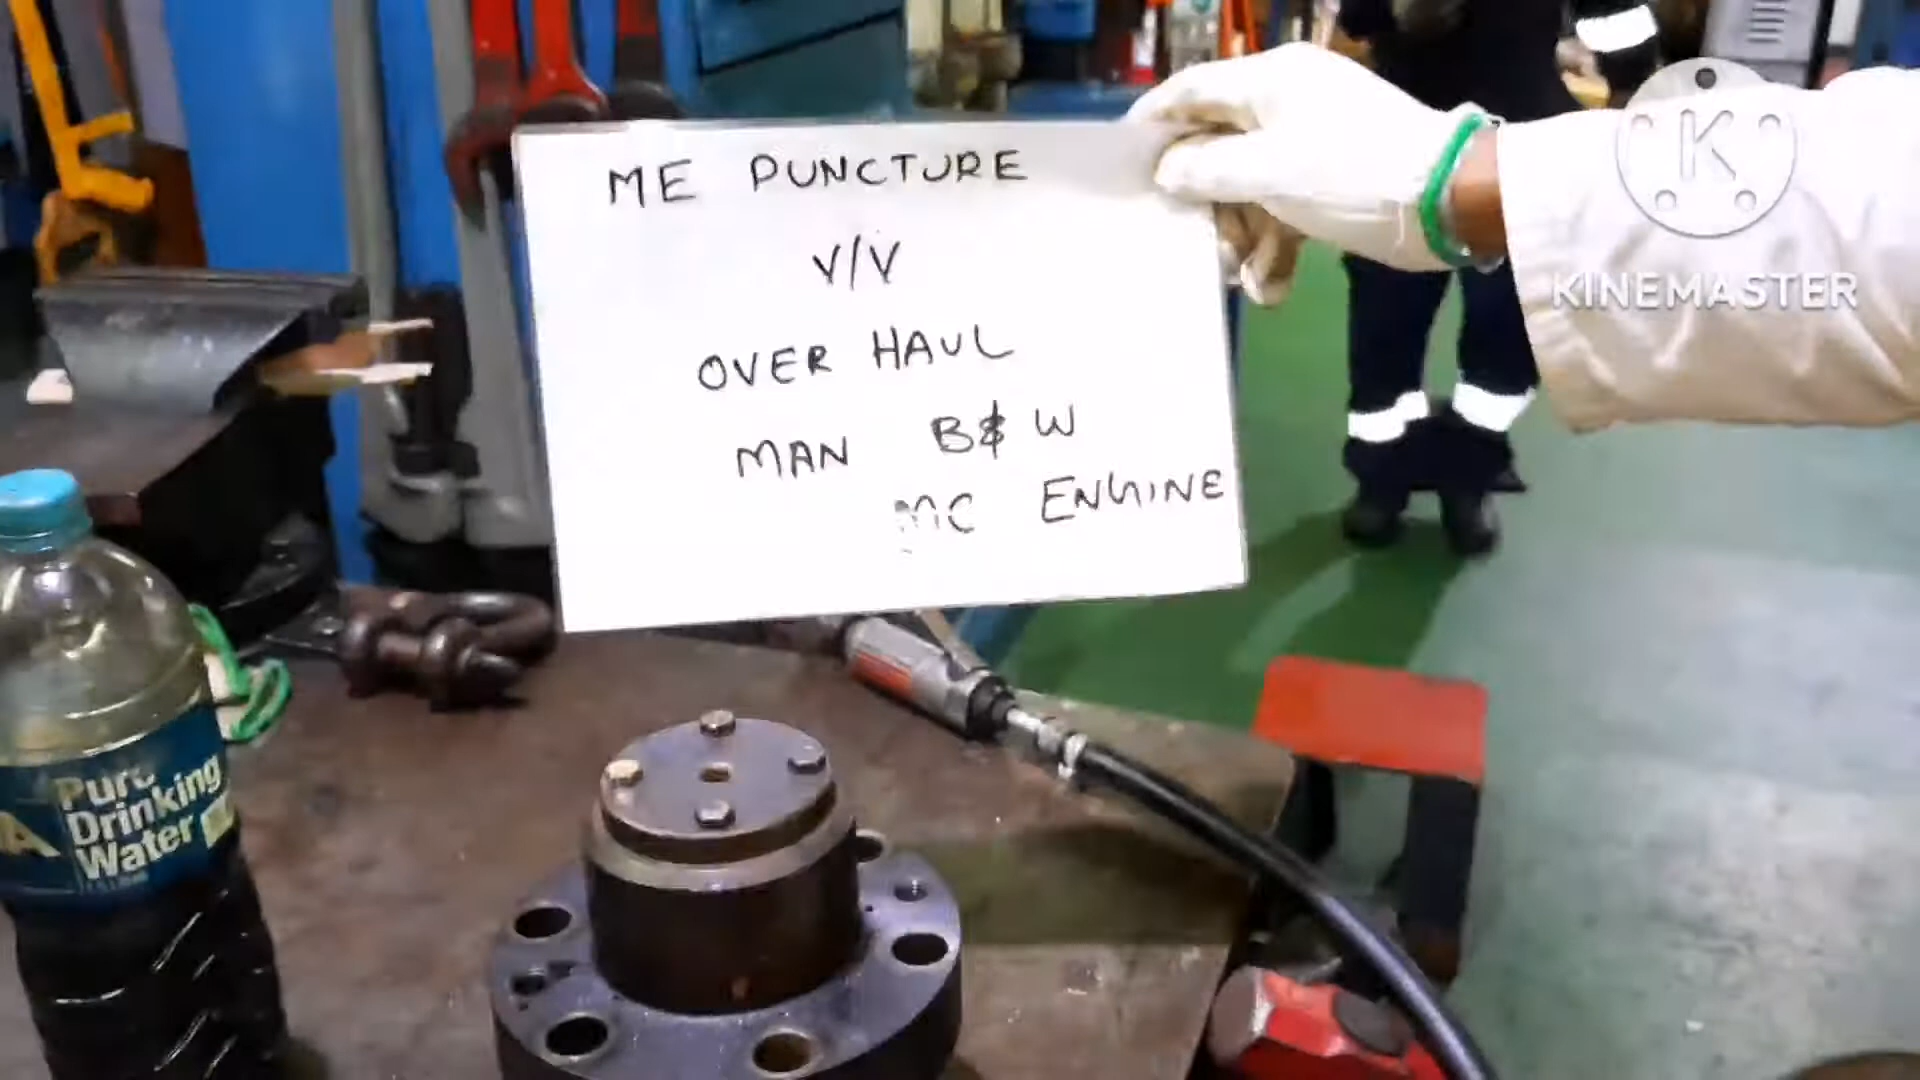 ME PUNCTURE
V/V
OVER HAUL
MAN B&W
MC ENGINE
K
KINEMASTER
Pure
Drinking
Water